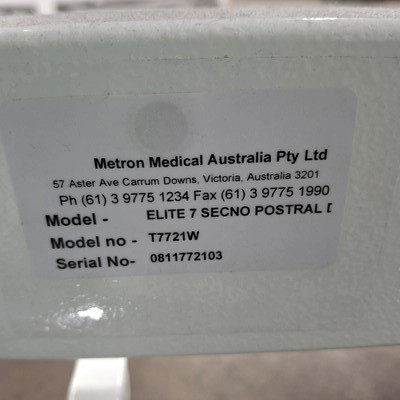 Metron Medical Australia Pty Ltd
57 Aster Ave Carrum Downs, Victoria, Australia 3201
Ph (61) 3 9775 1234 Fax (61) 3 9775 1990
Model - ELITE 7 SECNO POSTRAL
Model no - T7721W
Serial No- 0811772103